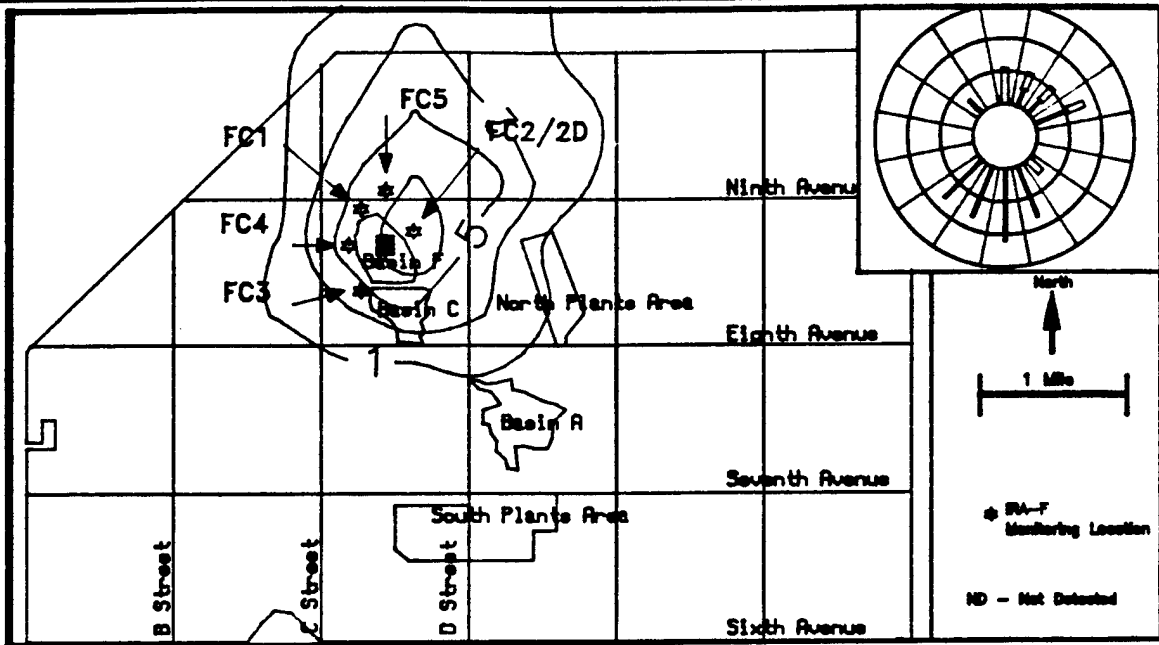 FC5
FC1
FC2/2D
Ninth Avenue
FC4
5
Basin F
North
FC3
Basin C
North Plants Area
Eighth Avenue
1
1 Mile
Basin A
Seventh Avenue
South Plants Area
Monitoring Location
B Street
C Street
D Street
ND - Not Detected
Sixth Avenue